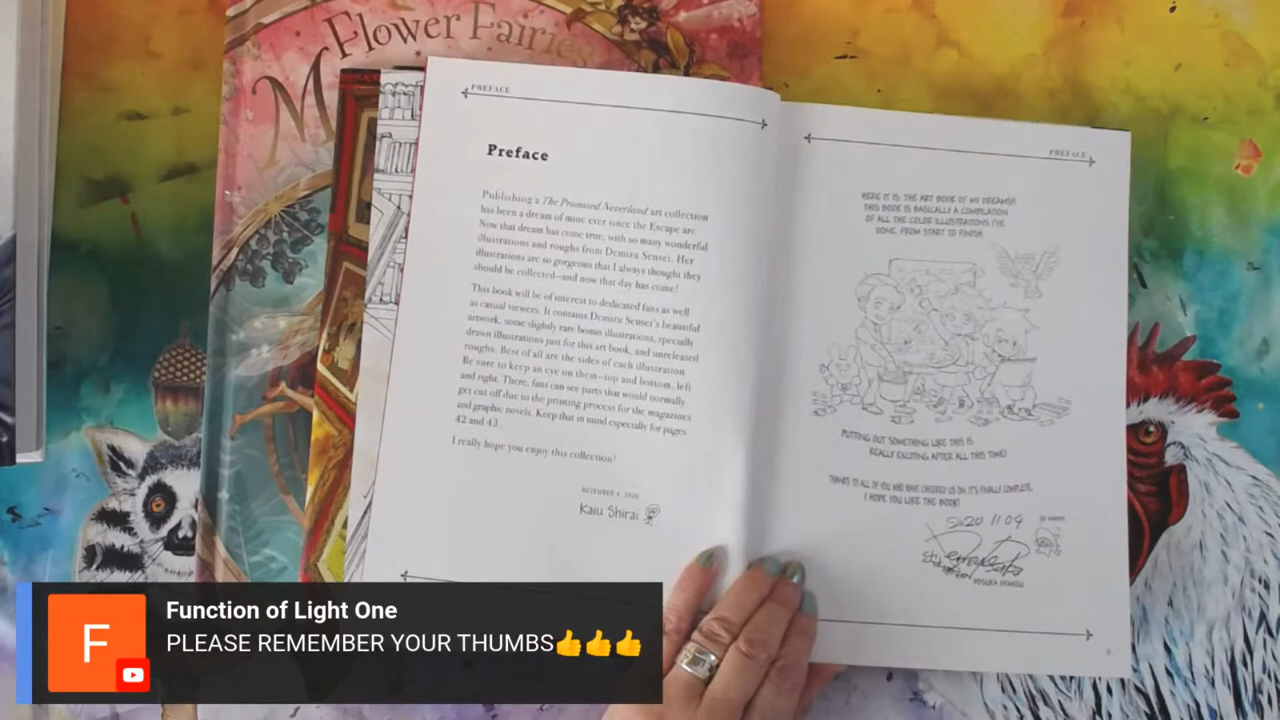 Flower Fairies
M
PREFACE
Preface
Publishing a The Promised Neverland art collection
has been a dream of mine ever since the Escape arc.
Now that dream has come true, with so many wonderful
illustrations and roughs from Demizu Sensei. Her
illustrations are so gorgeous that I always thought they
should be collected—and now that day has come!
This book will be of interest to dedicated fans as well
as casual viewers. It contains Demizu Sensei's beautiful
artwork, some slightly rare bonus illustrations, specially
drawn illustrations just for this art book, and unreleased
roughs. Best of all are the sides of each illustration
Be sure to keep an eye on them—top and bottom, left
and right. There, fans can see parts that would normally
get cut off due to the printing process for the magazines
and graphic novels. Keep that in mind especially for pages
42 and 43.
I really hope you enjoy this collection!
NOVEMBER 4, 2020
Kaiu Shirai
PREFACE
HERE IT IS: THE ART BOOK OF MY DREAMS!!
THIS BOOK IS BASICALLY A COMPILATION
OF ALL THE COLOR ILLUSTRATIONS I'VE
DONE, FROM START TO FINISH.
PUTTING OUT SOMETHING LIKE THIS IS
REALLY EXCITING AFTER ALL THIS TIME!
THANKS TO ALL OF YOU WHO HAVE CHEERED US ON, IT'S FINALLY COMPLETE.
I HOPE YOU LIKE THE BOOK!
2020 11 09
POSUKA DEMIZU
Function of Light One
PLEASE REMEMBER YOUR THUMBS👍👍👍
F